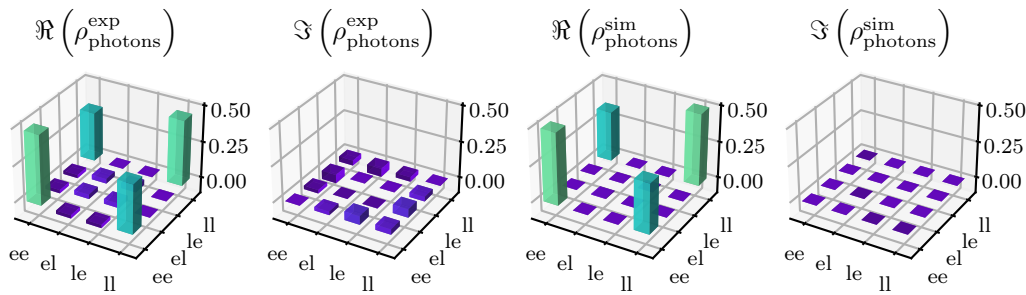 ℜ(ρ^exp_photons)
ℑ(ρ^exp_photons)
ℜ(ρ^sim_photons)
ℑ(ρ^sim_photons)
0.50
0.25
0.00
ee
el
le
ll
ee
el
le
ll
0.50
0.25
0.00
ee
el
le
ll
ee
el
le
ll
0.50
0.25
0.00
ee
el
le
ll
ee
el
le
ll
0.50
0.25
0.00
ee
el
le
ll
ee
el
le
ll